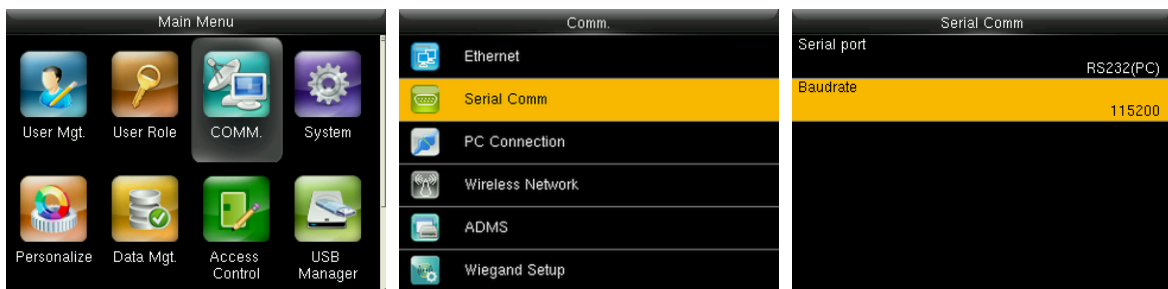 Main Menu
User Mgt.
User Role
COMM.
System
Personalize
Data Mgt.
Access
Control
USB
Manager
Comm.
Ethernet
Serial Comm
PC Connection
Wireless Network
ADMS
Wiegand Setup
Serial Comm
Serial port
RS232(PC)
Baudrate
115200